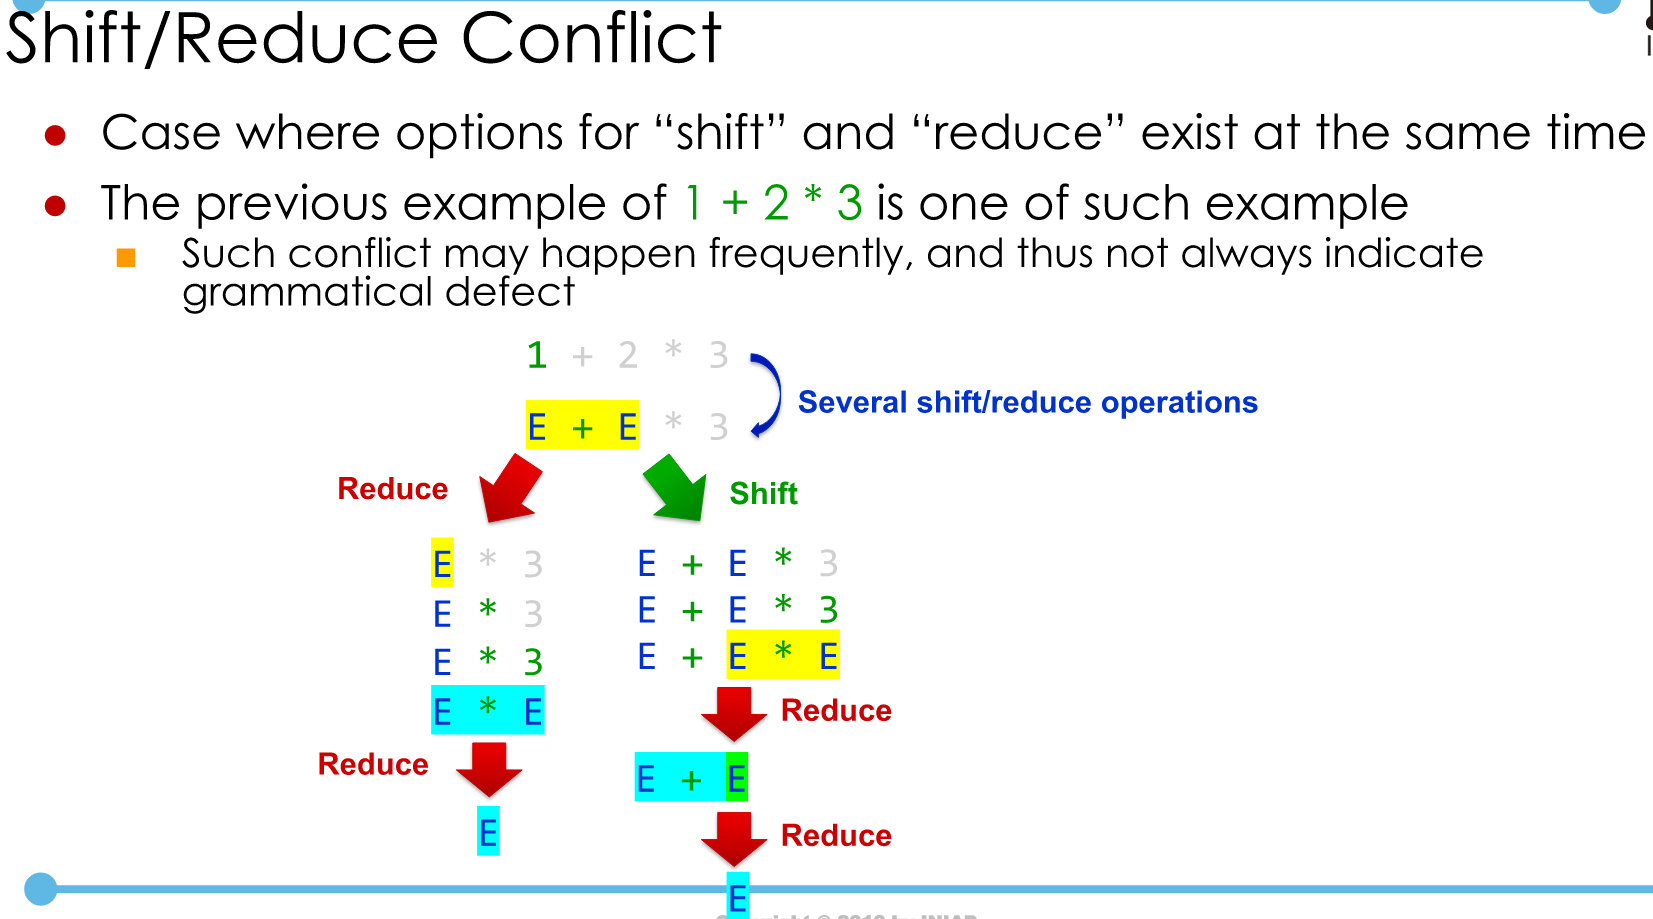 Shift/Reduce Conflict
● Case where options for “shift” and “reduce” exist at the same time
● The previous example of 1 + 2 * 3 is one of such example
■ Such conflict may happen frequently, and thus not always indicate
grammatical defect
1 + 2 * 3
Several shift/reduce operations
E + E * 3
Reduce
Shift
E * 3
E * 3
E * 3
E * E
Reduce
E
E + E * 3
E + E * 3
E + E * E
Reduce
E + E
Reduce
E